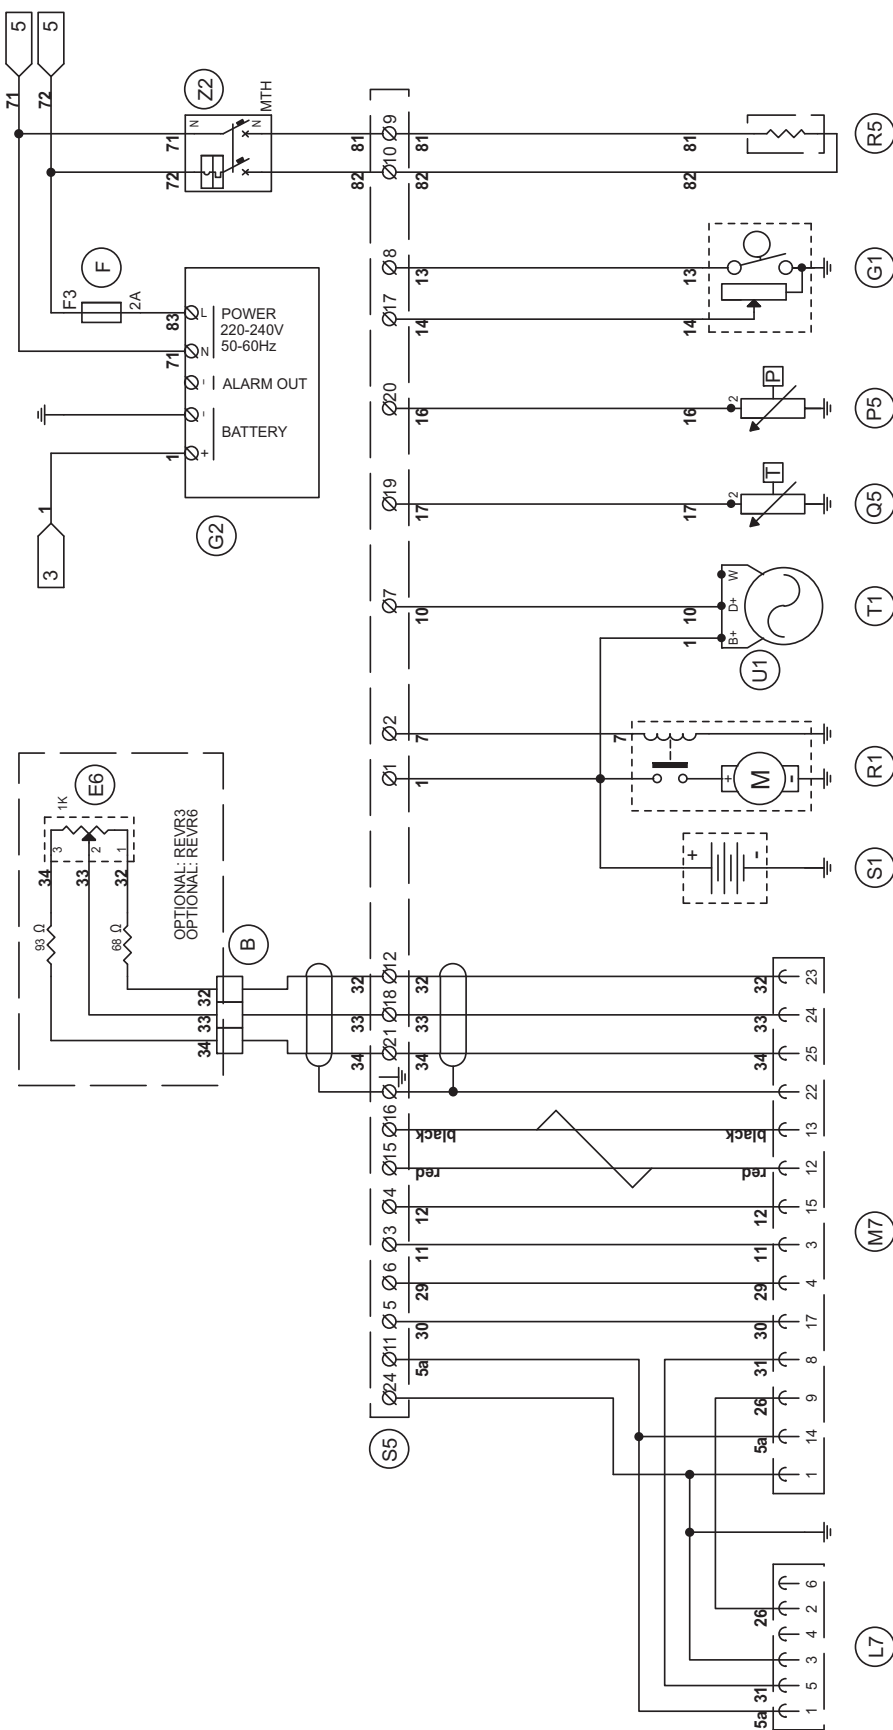 5
5
71
72
Z2
N
N
MTH
71
72
81
82
9
10
81
82
81
82
R5
F
F3
2A
83
71
L
N
-
-
+
POWER
220-240V
50-60Hz
ALARM OUT
BATTERY
1
1
3
G2
8
17
13
14
13
14
G1
20
16
16
2
P
P5
19
17
17
2
T
Q5
7
10
10
1
B+
D+
W
U1
T1
2
1
7
1
7
M
+
-
R1
+
-
S1
E6
1K
3
2
1
34
33
32
93 Ω
68 Ω
OPTIONAL: REVR3
OPTIONAL: REVR6
B
34
33
32
34
33
32
24
11
5
6
3
4
15
16
21
18
12
S5
5a
30
29
11
12
red
black
34
33
32
5a
26
31
30
29
11
12
red
black
34
33
32
1
14
9
8
17
4
3
15
12
13
22
25
24
23
M7
5a
31
26
1
5
3
4
2
6
L7